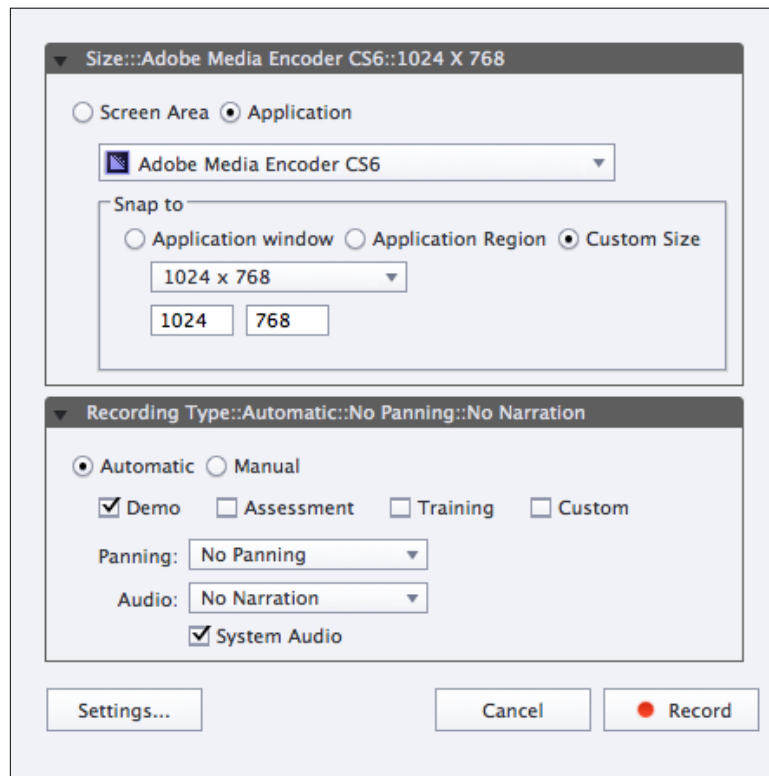 Size:::Adobe Media Encoder CS6::1024 X 768
Screen Area Application
Adobe Media Encoder CS6
Snap to
Application window Application Region Custom Size
1024 x 768
1024 768
Recording Type::Automatic::No Panning::No Narration
Automatic Manual
Demo Assessment Training Custom
Panning: No Panning
Audio: No Narration
System Audio
Settings... Cancel Record